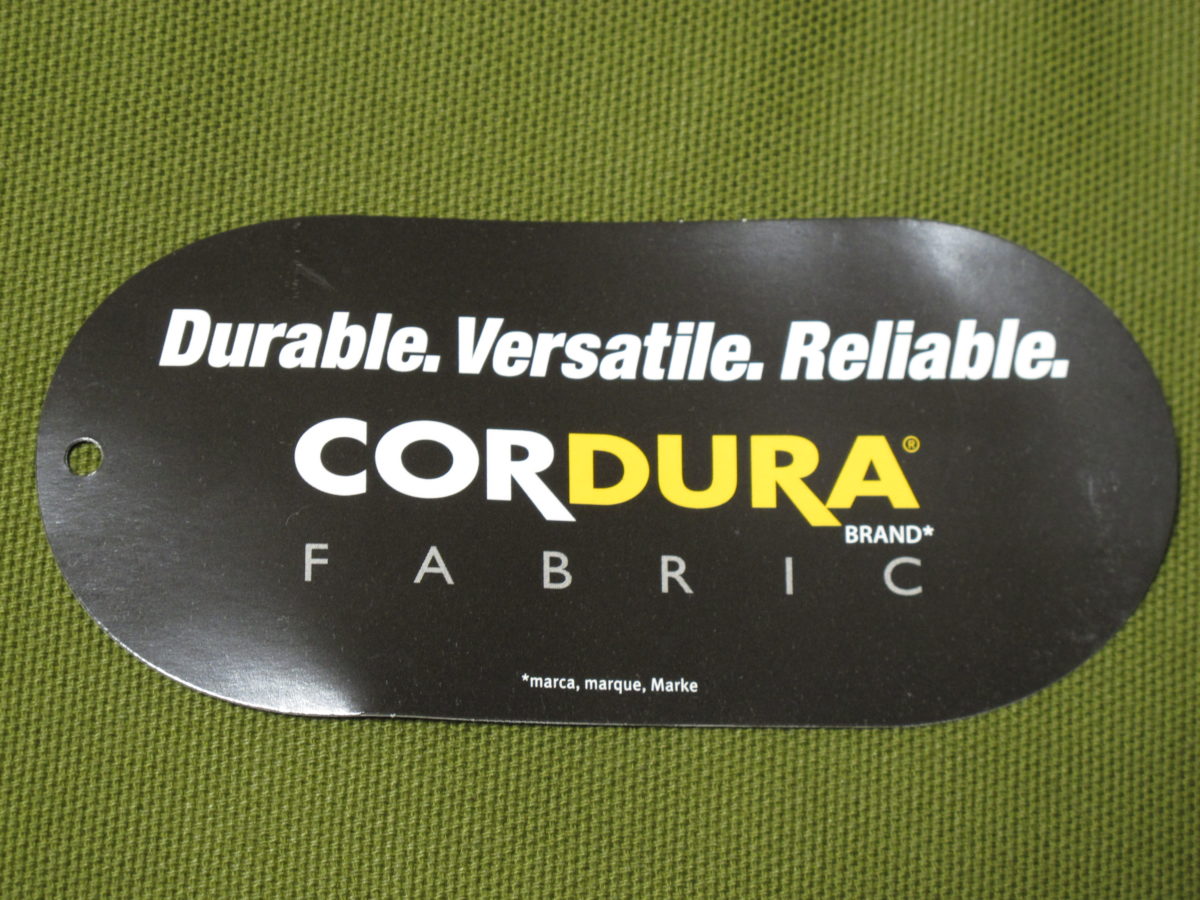 Durable. Versatile. Reliable.
CORDURA®
BRAND*
FABRIC
*marca, marque, Marke